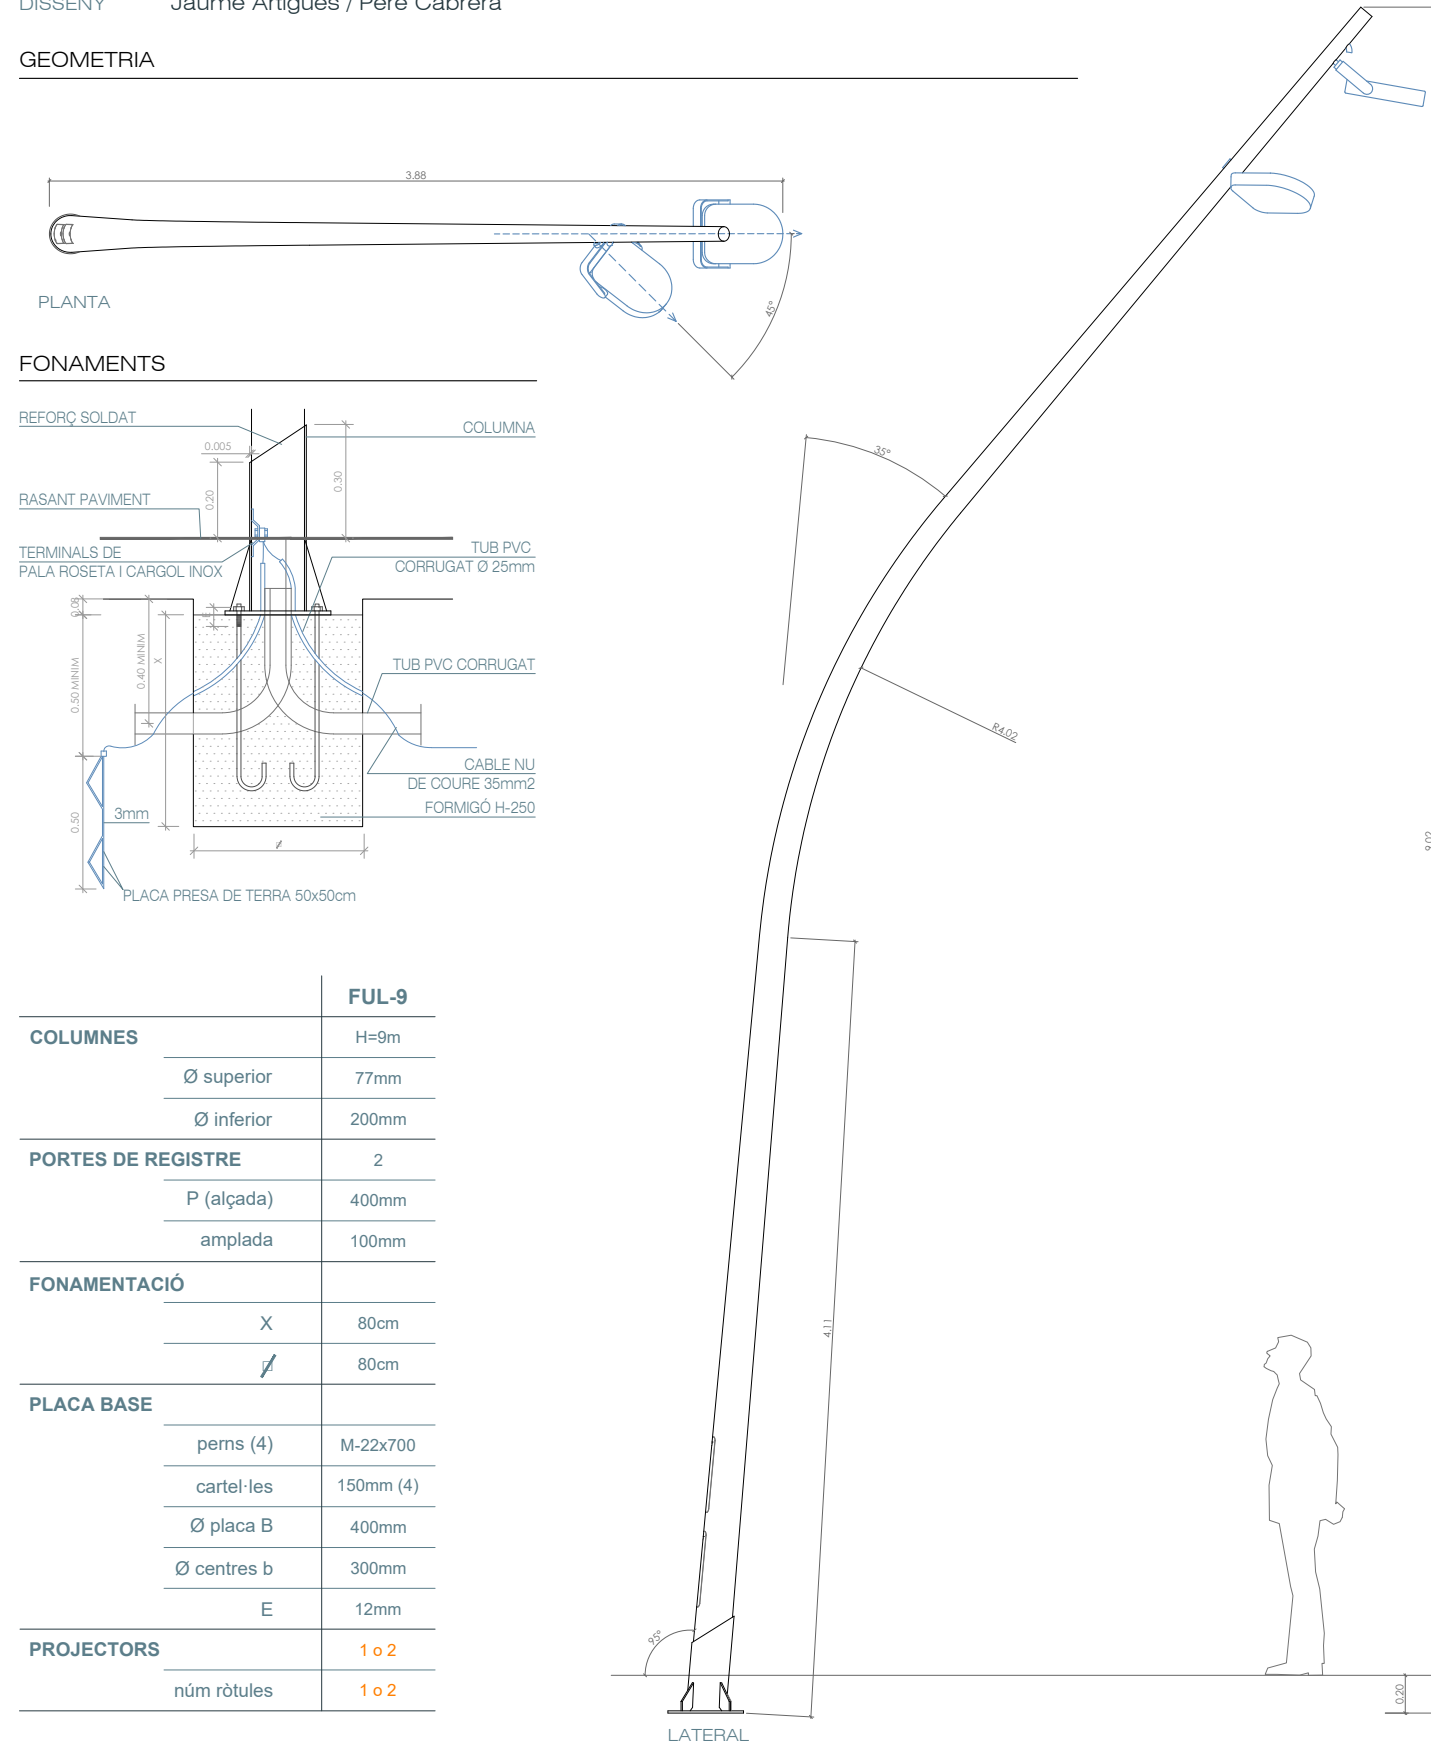 DISSENY Jaume Artigues / Pere Cabrera
GEOMETRIA
3.88
45°
PLANTA
FONAMENTS
REFORÇ SOLDAT
COLUMNA
0.005
0.30
0.20
RASANT PAVIMENT
TERMINALS DE
PALA ROSETA I CARGOL INOX
TUB PVC
CORRUGAT Ø 25mm
0.08
E
0.50 MINIM
0.40 MINIM
X
TUB PVC CORRUGAT
CABLE NU
DE COURE 35mm2
FORMIGÓ H-250
0.50
3mm
PLACA PRESA DE TERRA 50x50cm
FUL-9
COLUMNES H=9m
Ø superior 77mm
Ø inferior 200mm
PORTES DE REGISTRE 2
P (alçada) 400mm
amplada 100mm
FONAMENTACIÓ
X 80cm
80cm
PLACA BASE
perns (4) M-22x700
cartel·les 150mm (4)
Ø placa B 400mm
Ø centres b 300mm
E 12mm
PROJECTORS 1 o 2
núm ròtules 1 o 2
35°
R4.02
9.02
4.11
95°
0.20
LATERAL